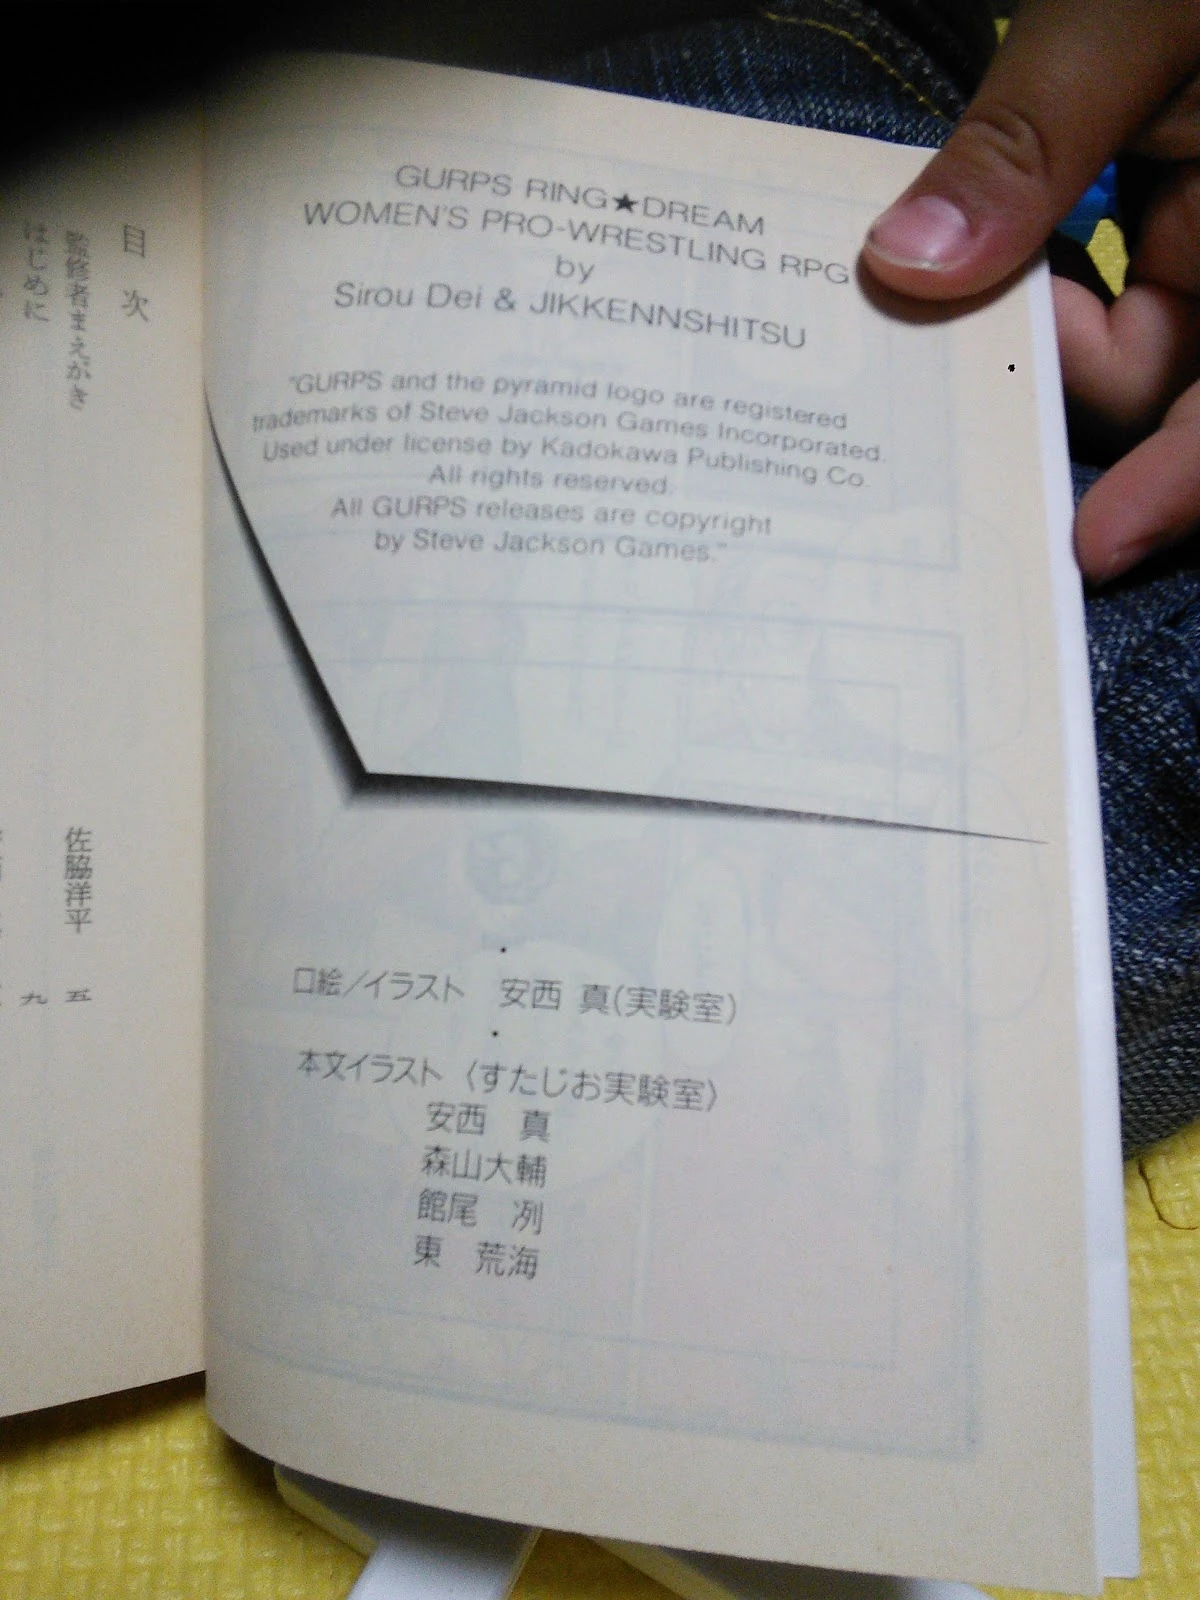 GURPS RING★DREAM
WOMEN'S PRO-WRESTLING RPG
by
Sirou Dei & JIKKENNSHITSU
"GURPS and the pyramid logo are registered
trademarks of Steve Jackson Games Incorporated.
Used under license by Kadokawa Publishing Co.
All rights reserved.
All GURPS releases are copyright
by Steve Jackson Games."
口絵/イラスト 安西 真(実験室)
本文イラスト 〈すたじお実験室〉
安西 真
森山大輔
館尾 冽
東 荒海
目次
監修者まえがき 佐脇洋平 五
はじめに 九